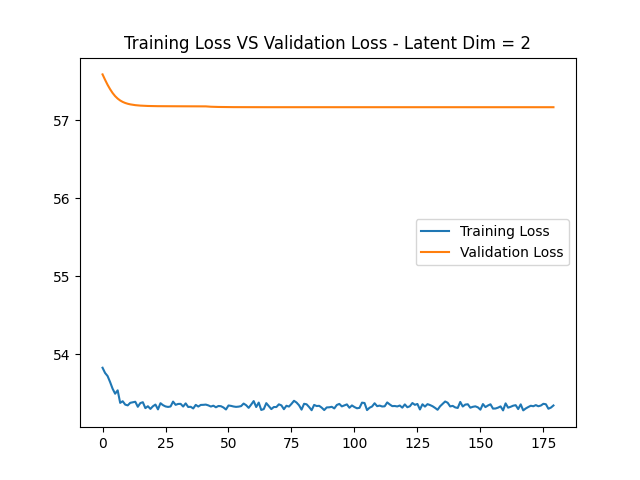 Training Loss VS Validation Loss - Latent Dim = 2
57
56
55
54
Training Loss
Validation Loss
0 25 50 75 100 125 150 175